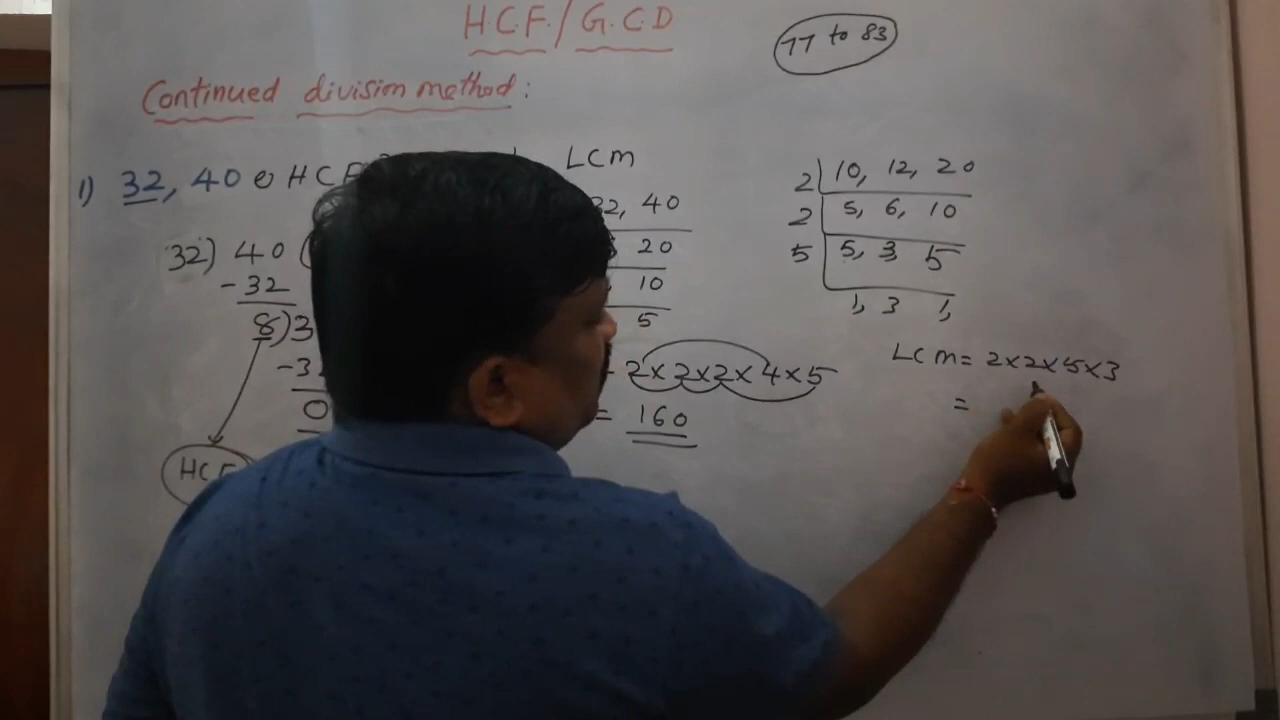 H.C.F. / G.C.D
77 to 83
Continued division method:
1) 32, 40 ల HCF
32) 40 (
- 32
8) 3
- 3
0
HCF
LCM
32, 40
20
10
5
2×2×2×4×5
= 160
2 | 10, 12, 20
2 | 5, 6, 10
5 | 5, 3, 5
1, 3 1,
LCM = 2×2×5×3
=